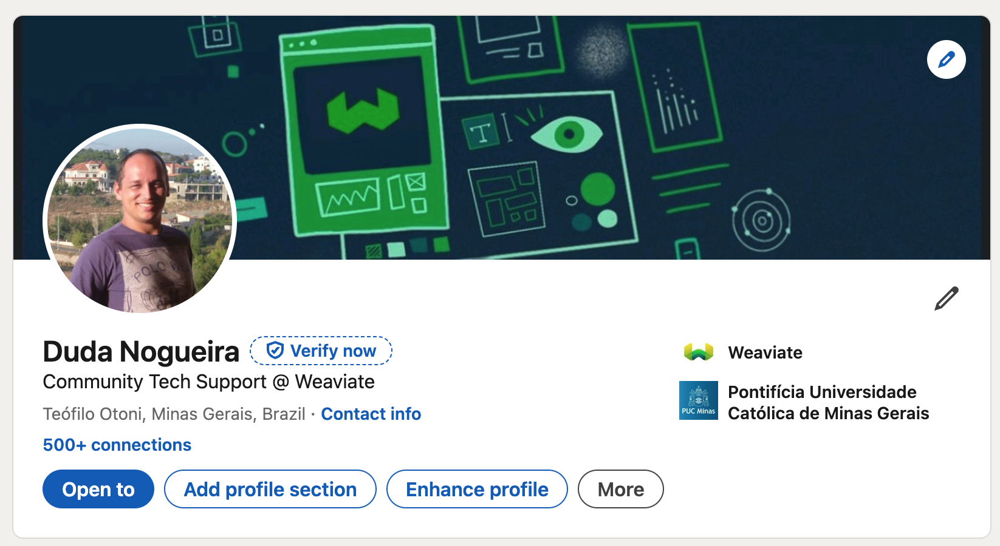 T
POLO
Duda Nogueira
Verify now
Community Tech Support @ Weaviate
Teófilo Otoni, Minas Gerais, Brazil · Contact info
500+ connections
Open to
Add profile section
Enhance profile
More
Weaviate
PUC Minas
Pontifícia Universidade
Católica de Minas Gerais